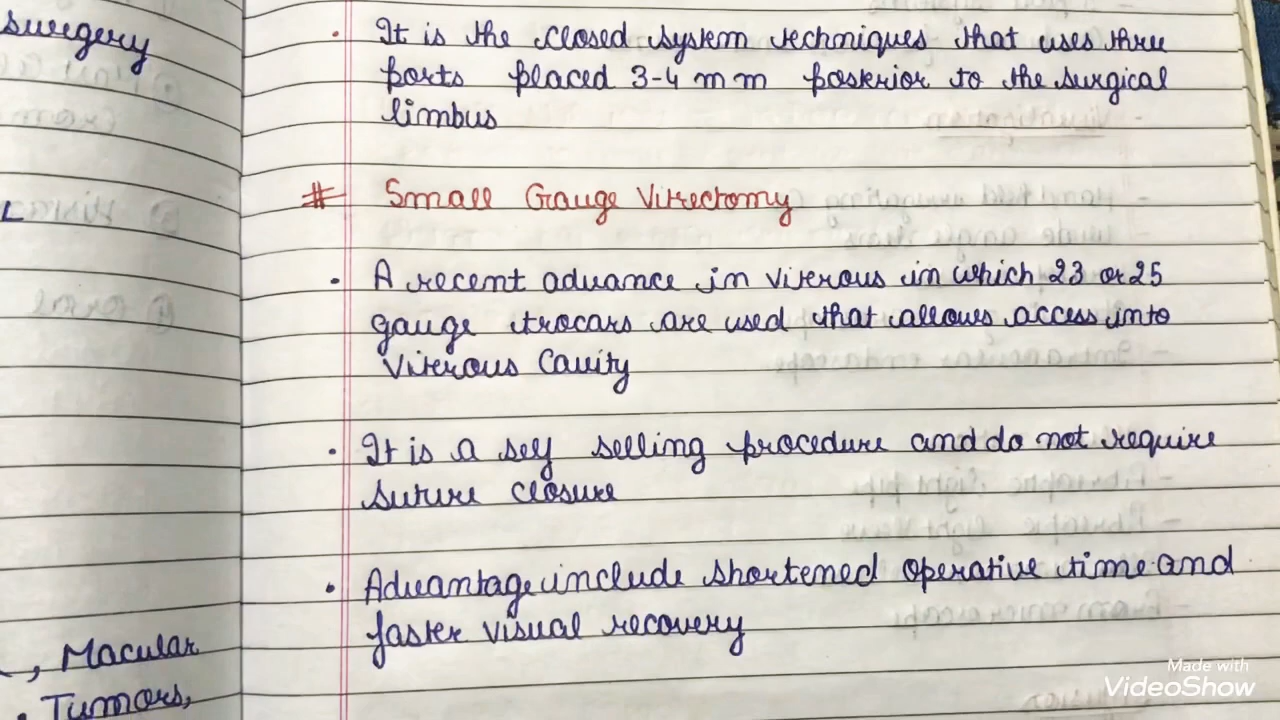 surgery
L
, Macular
. Tumors,
. It is the closed system techniques that uses three
ports placed 3-4 mm posterior to the surgical
limbus
# Small Gauge Vitrectomy
. A recent advance in viterous in which 23 or 25
gauge trocars are used that allows access into
Viterous Cavity
. It is a self selling procedure and do not require
suture closure
. Advantage include shortened operative time and
faster visual recovery
Made with
VideoShow